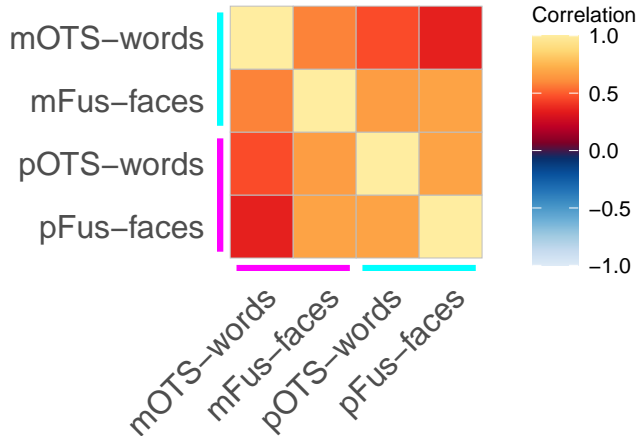 Correlation
mOTS−words
mFus−faces
pOTS−words
pFus−faces
1.0
0.5
0.0
−0.5
−1.0
mOTS−words
mFus−faces
pOTS−words
pFus−faces